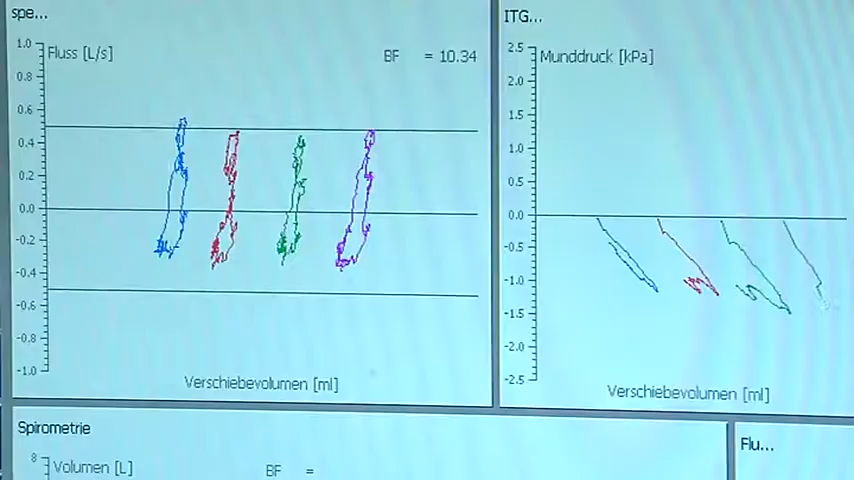 spe...
Fluss [L/s]
BF = 10.34
1.0
0.8
0.6
0.4
0.2
0.0
-0.2
-0.4
-0.6
-0.8
-1.0
Verschiebevolumen [ml]
ITG...
Munddruck [kPa]
2.5
2.0
1.5
1.0
0.5
0.0
-0.5
-1.0
-1.5
-2.0
-2.5
Verschiebevolumen [ml]
Spirometrie
8
Volumen [L]
BF =
Flu...